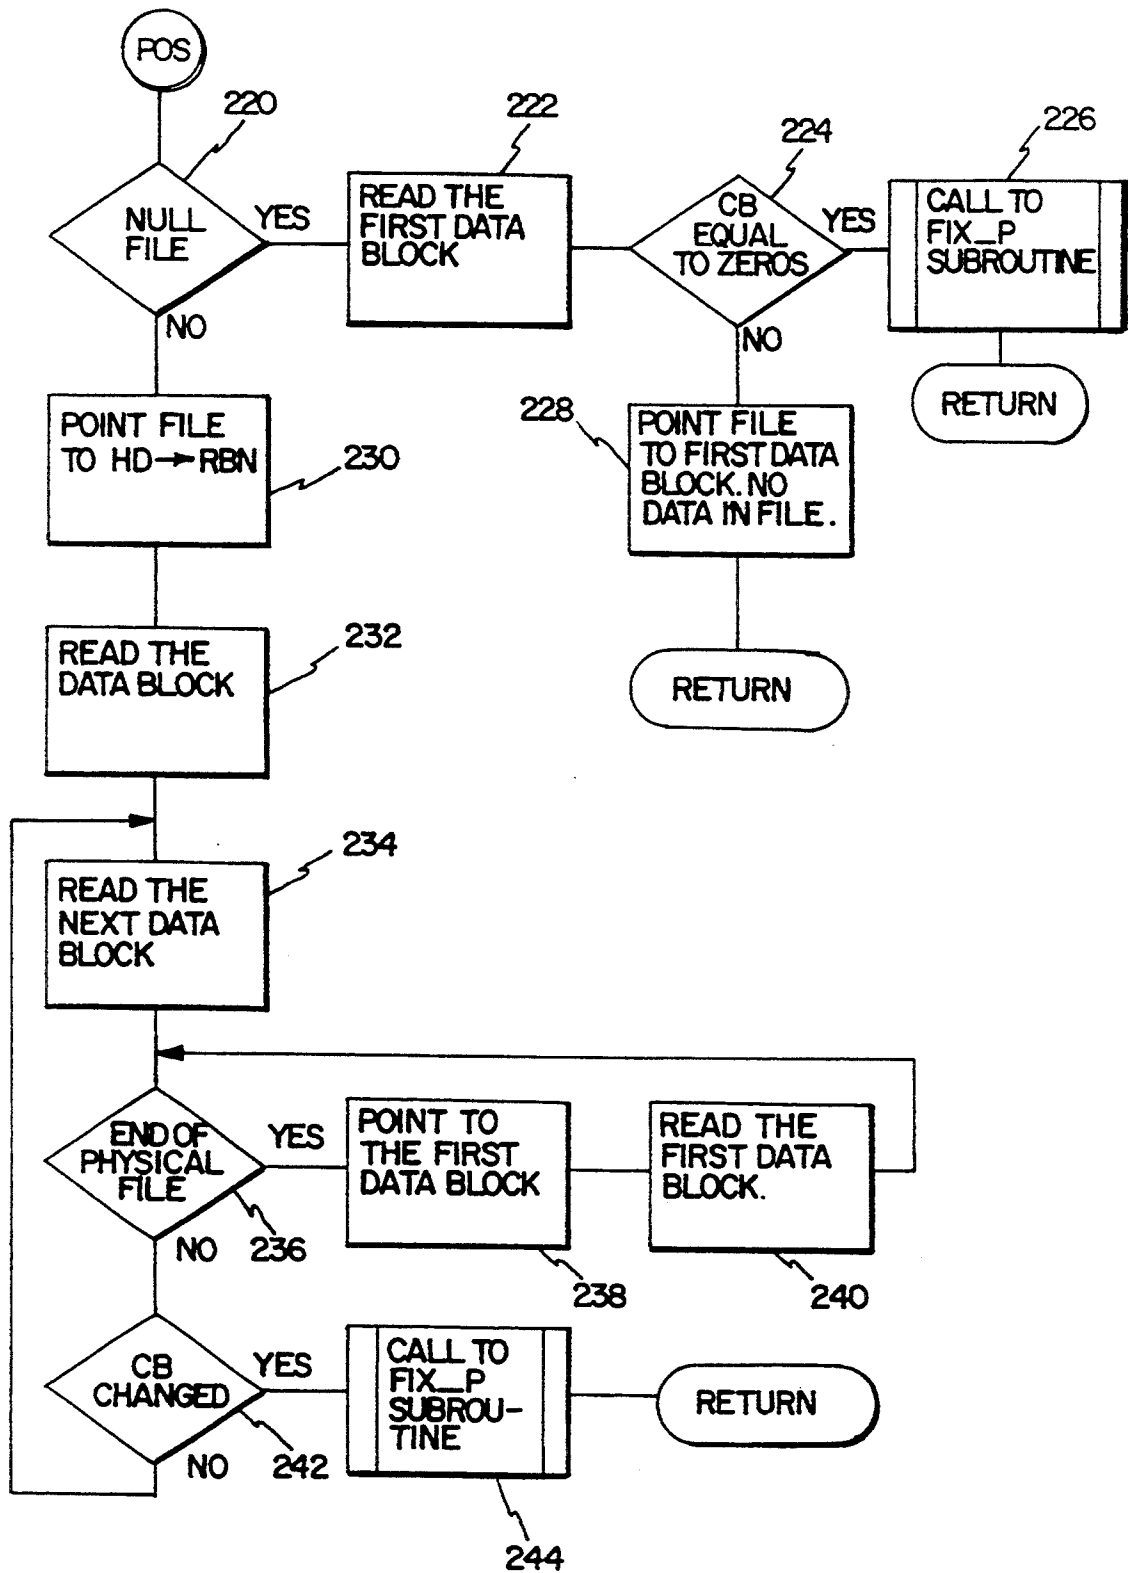 POS
220
NULL
FILE
YES
NO
222
READ THE
FIRST DATA
BLOCK
224
CB
EQUAL
TO ZEROS
YES
NO
226
CALL TO
FIX_P
SUBROUTINE
RETURN
228
POINT FILE
TO FIRST DATA
BLOCK. NO
DATA IN FILE.
RETURN
POINT FILE
TO HD→RBN
230
READ THE
DATA BLOCK
232
234
READ THE
NEXT DATA
BLOCK
END OF
PHYSICAL
FILE
YES
NO
236
POINT TO
THE FIRST
DATA BLOCK
238
READ THE
FIRST DATA
BLOCK.
240
CB
CHANGED
YES
NO
242
CALL TO
FIX_P
SUBROU-
TINE
244
RETURN